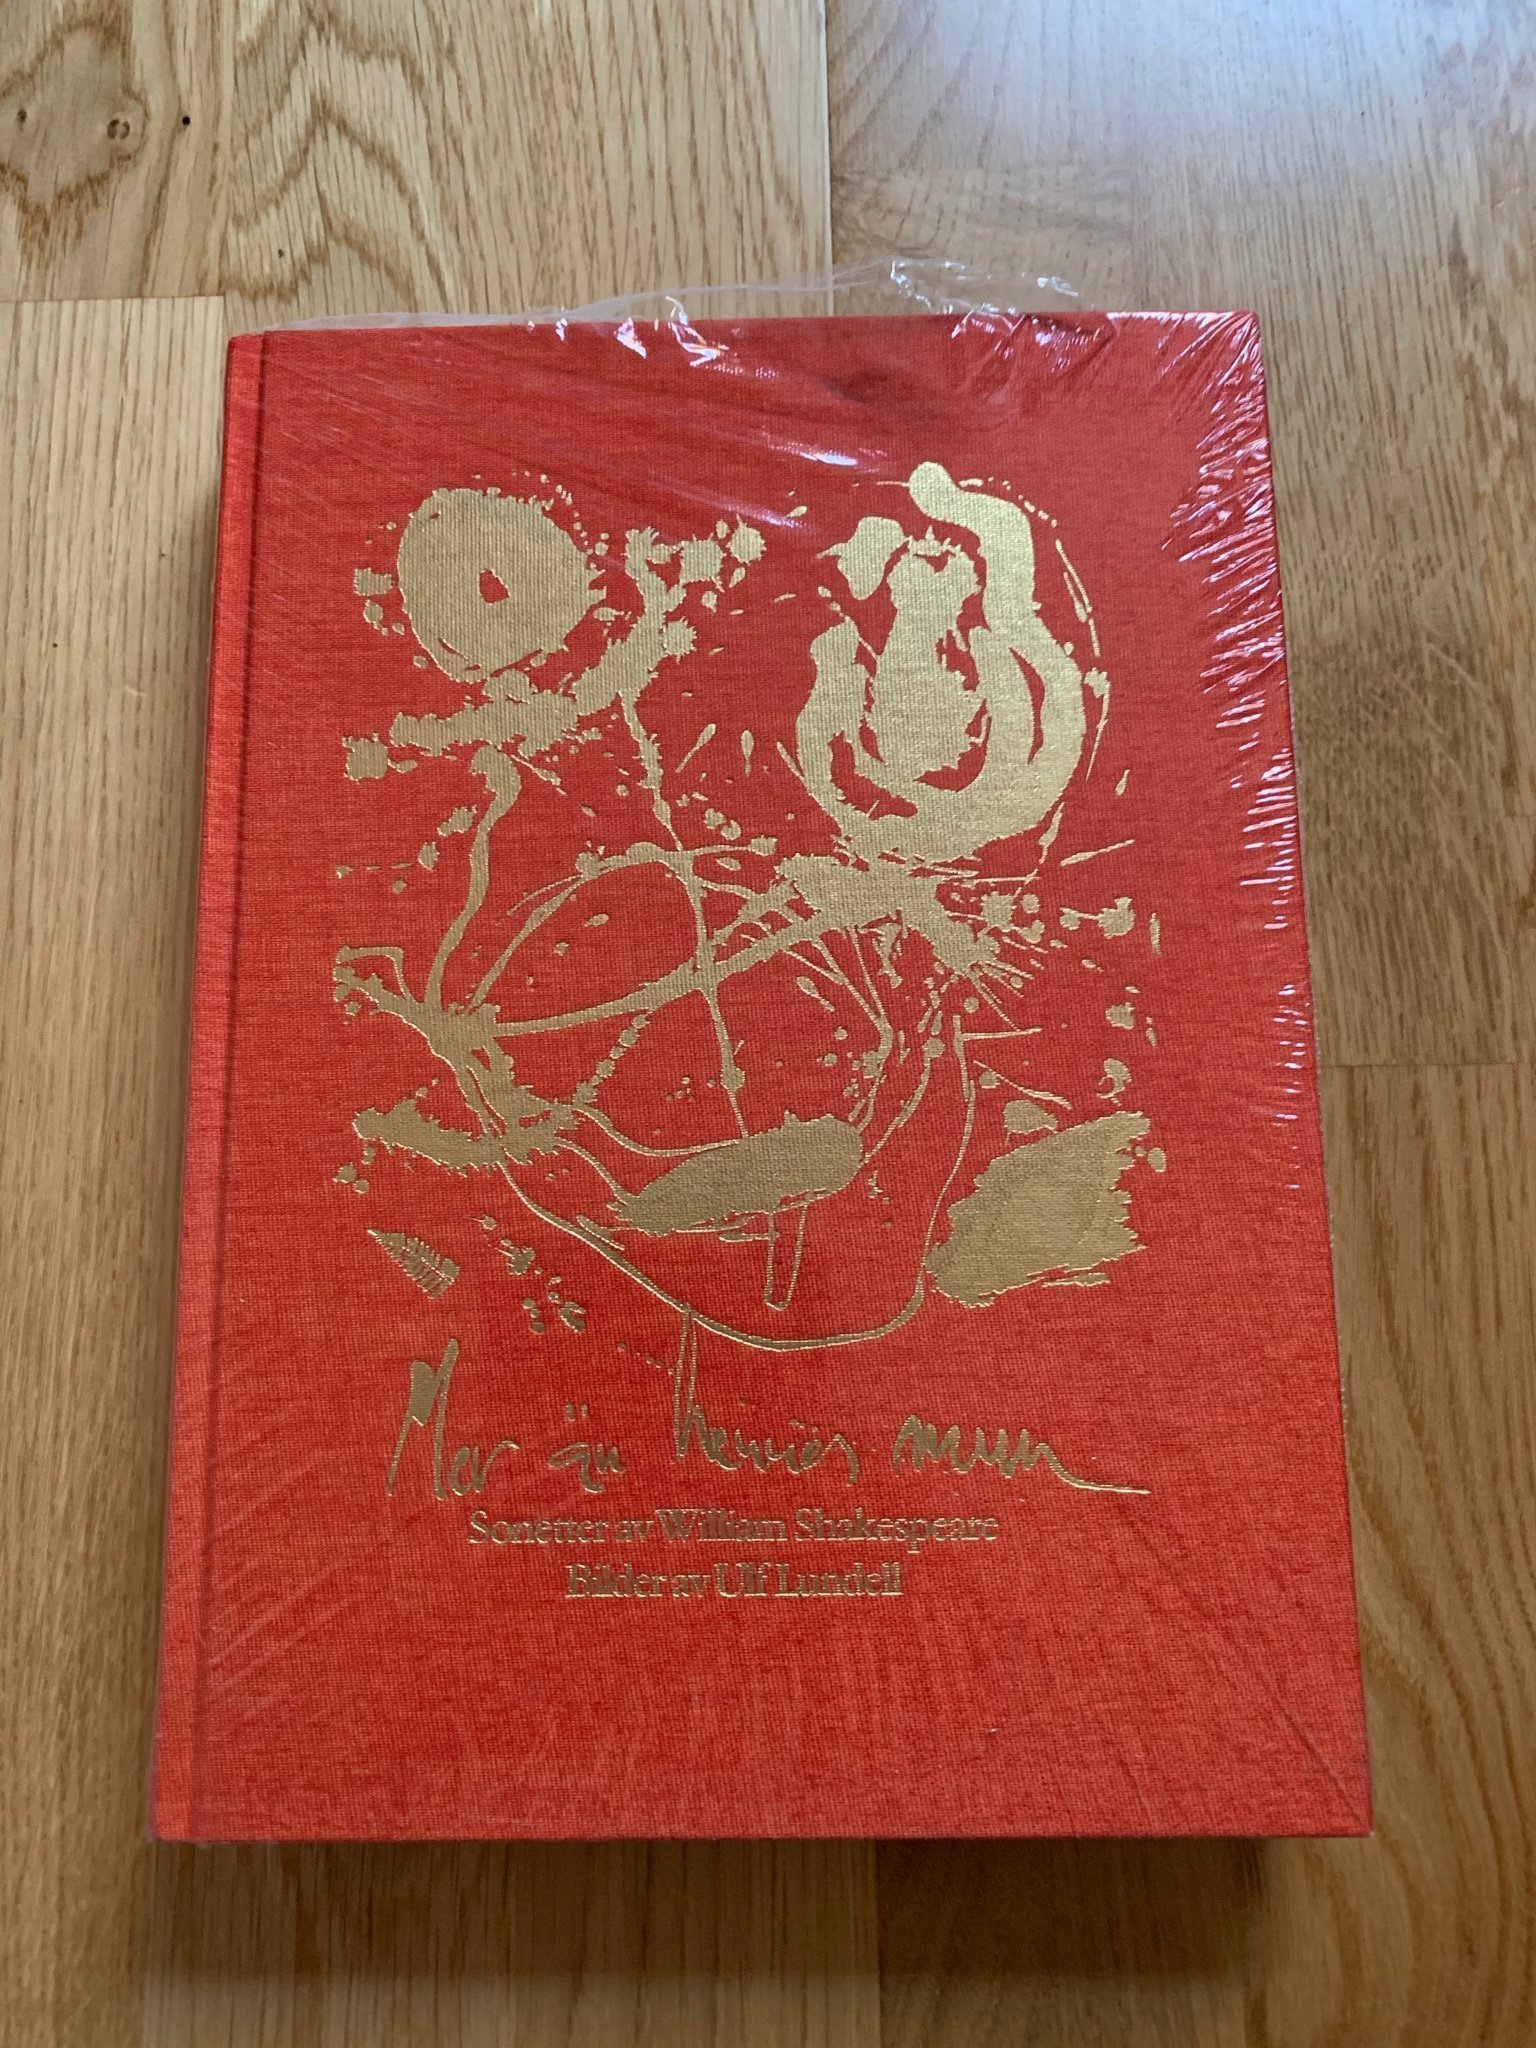 Mer än hennes mun
Sonetter av William Shakespeare
Bilder av Ulf Lundell